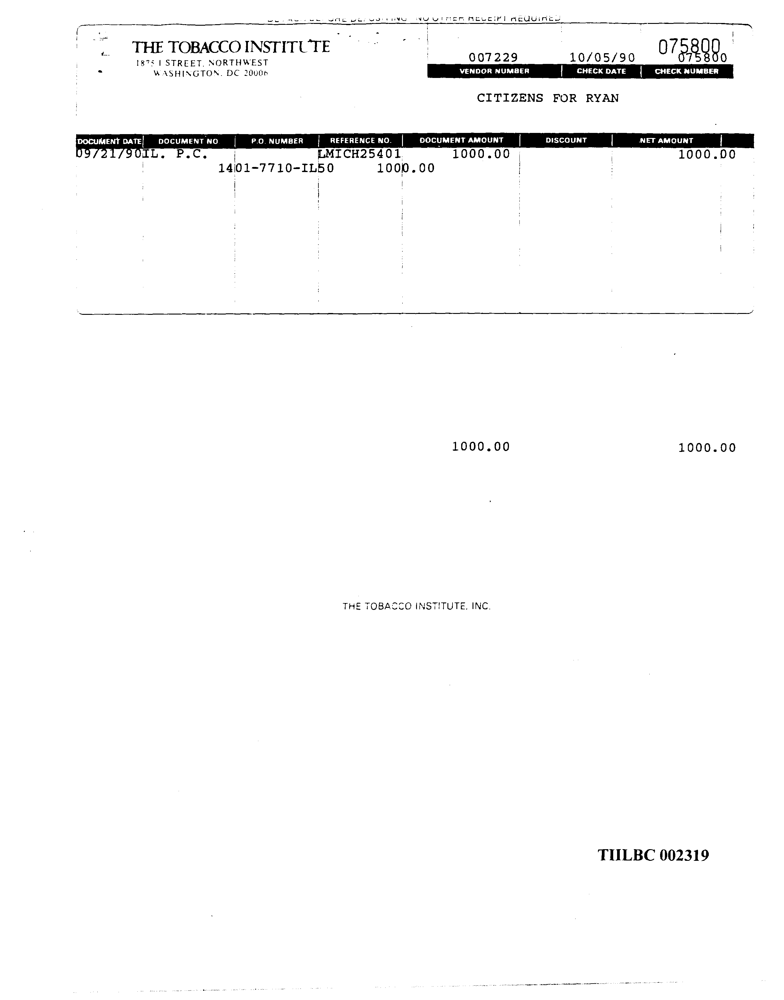 NO OTHER RECEIPT REQUIRED
THE TOBACCO INSTITUTE
1875 I STREET, NORTHWEST
WASHINGTON, DC 20006
007229 10/05/90 075800
075800
VENDOR NUMBER CHECK DATE CHECK NUMBER
CITIZENS FOR RYAN
DOCUMENT DATE DOCUMENT NO P.O. NUMBER REFERENCE NO. DOCUMENT AMOUNT DISCOUNT NET AMOUNT
09/21/90 IL. P.C. LMICH25401 1000.00 1000.00
1401-7710-IL50 1000.00
1000.00 1000.00
THE TOBACCO INSTITUTE, INC.
TIILBC 002319